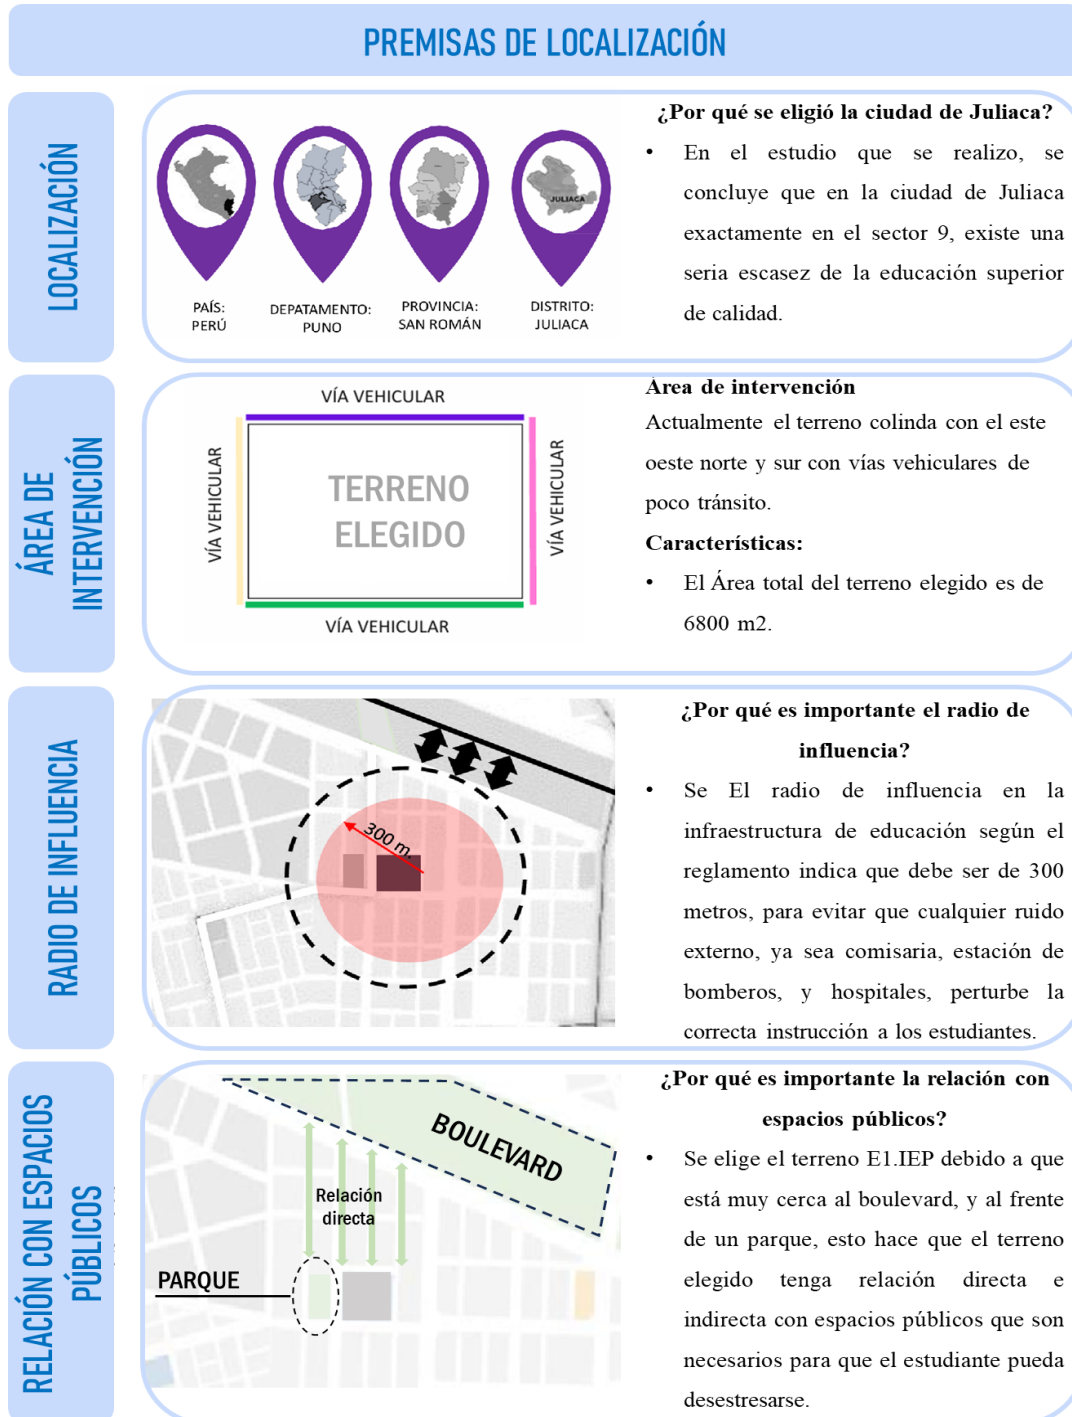 PREMISAS DE LOCALIZACIÓN
LOCALIZACIÓN
JULIACA
PAÍS:
PERÚ
DEPATAMENTO:
PUNO
PROVINCIA:
SAN ROMÁN
DISTRITO:
JULIACA
¿Por qué se eligió la ciudad de Juliaca?
• En el estudio que se realizo, se
concluye que en la ciudad de Juliaca
exactamente en el sector 9, existe una
seria escasez de la educación superior
de calidad.
ÁREA DE
INTERVENCIÓN
VÍA VEHICULAR
VÍA VEHICULAR
TERRENO
ELEGIDO
VÍA VEHICULAR
VÍA VEHICULAR
Área de intervención
Actualmente el terreno colinda con el este
oeste norte y sur con vías vehiculares de
poco tránsito.
Características:
• El Área total del terreno elegido es de
6800 m2.
RADIO DE INFLUENCIA
300 m.
¿Por qué es importante el radio de
influencia?
• Se El radio de influencia en la
infraestructura de educación según el
reglamento indica que debe ser de 300
metros, para evitar que cualquier ruido
externo, ya sea comisaria, estación de
bomberos, y hospitales, perturbe la
correcta instrucción a los estudiantes.
RELACIÓN CON ESPACIOS
PÚBLICOS
BOULEVARD
Relación
directa
PARQUE
¿Por qué es importante la relación con
espacios públicos?
• Se elige el terreno E1.IEP debido a que
está muy cerca al boulevard, y al frente
de un parque, esto hace que el terreno
elegido tenga relación directa e
indirecta con espacios públicos que son
necesarios para que el estudiante pueda
desestresarse.